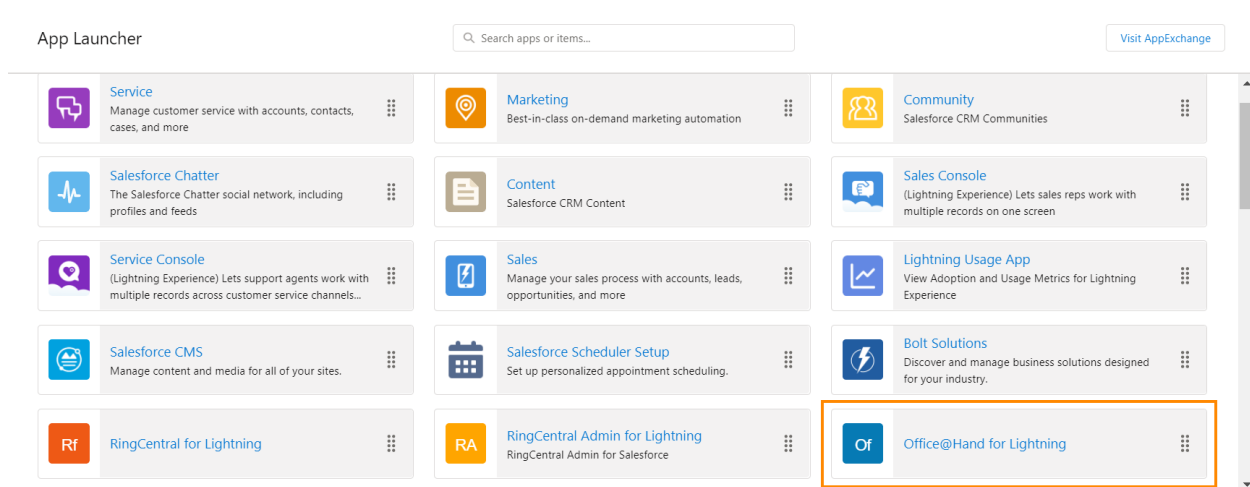 App Launcher
Search apps or items...
Visit AppExchange
Service
Manage customer service with accounts, contacts,
cases, and more
Marketing
Best-in-class on-demand marketing automation
Community
Salesforce CRM Communities
Salesforce Chatter
The Salesforce Chatter social network, including
profiles and feeds
Content
Salesforce CRM Content
Sales Console
(Lightning Experience) Lets sales reps work with
multiple records on one screen
Service Console
(Lightning Experience) Lets support agents work with
multiple records across customer service channels...
Sales
Manage your sales process with accounts, leads,
opportunities, and more
Lightning Usage App
View Adoption and Usage Metrics for Lightning
Experience
Salesforce CMS
Manage content and media for all of your sites.
Salesforce Scheduler Setup
Set up personalized appointment scheduling.
Bolt Solutions
Discover and manage business solutions designed
for your industry.
Rf
RingCentral for Lightning
RA
RingCentral Admin for Lightning
RingCentral Admin for Salesforce
Of
Office@Hand for Lightning